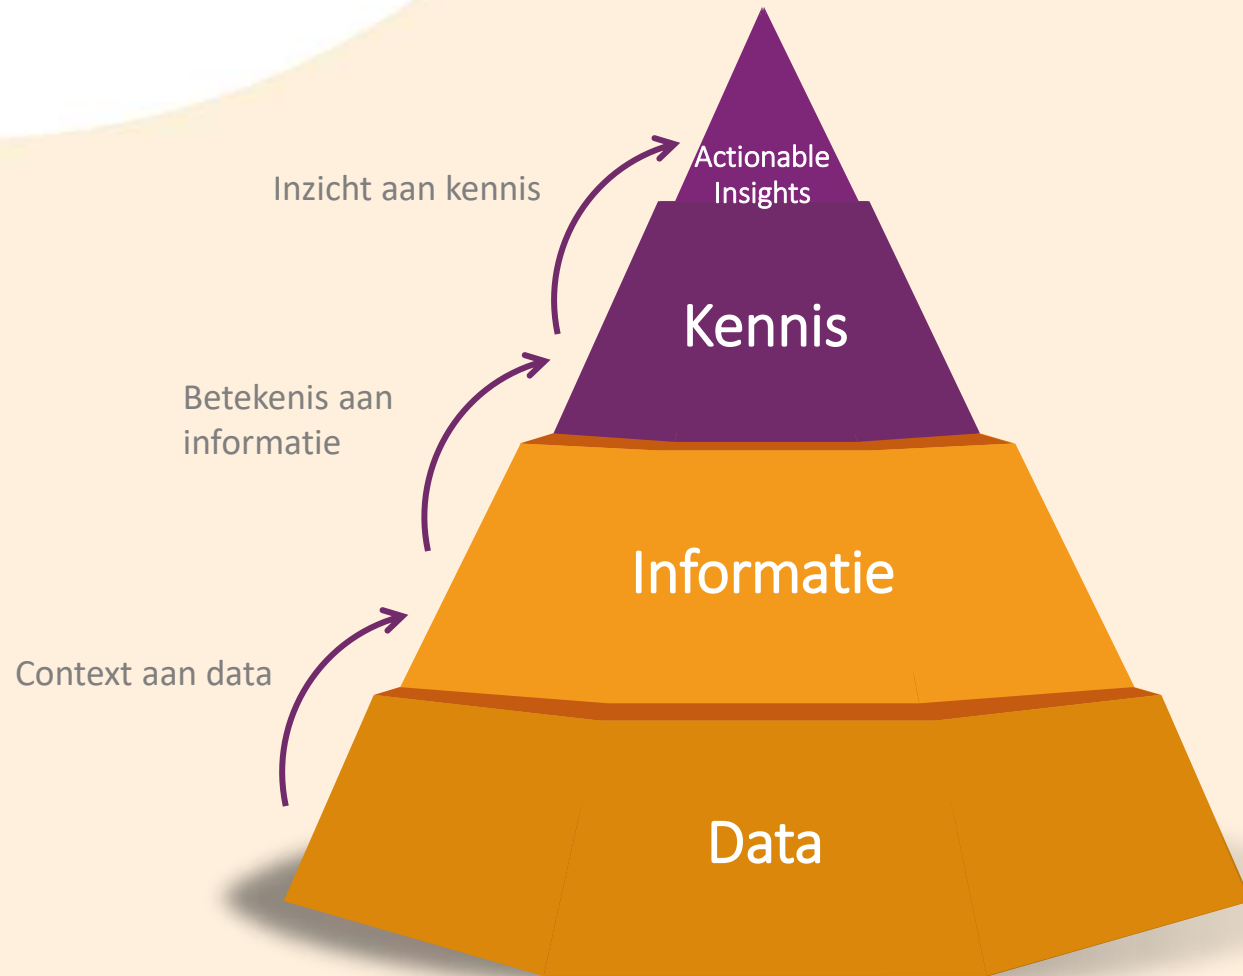 Actionable
Insights
Inzicht aan kennis
Kennis
Betekenis aan
informatie
Informatie
Context aan data
Data